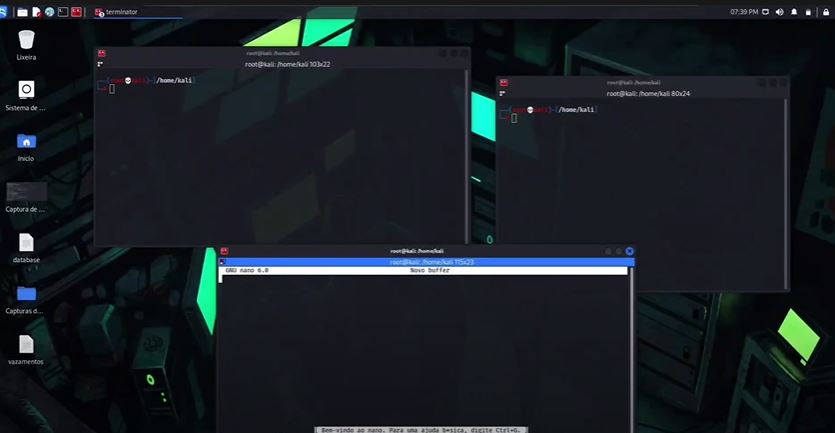 terminator
07:39 PM
Lixeira
Sistema de ...
Início
Captura de ...
database
Capturas d...
vazamentos
root@kali: /home/kali
root@kali: /home/kali 103x22
(root💀kali)-[/home/kali]
root@kali: /home/kali
root@kali: /home/kali 80x24
(root💀kali)-[/home/kali]
root@kali: /home/kali
root@kali: /home/kali 115x23
GNU nano 6.0 Novo buffer
[ Bem-vindo ao nano. Para uma ajuda básica, digite Ctrl+G. ]